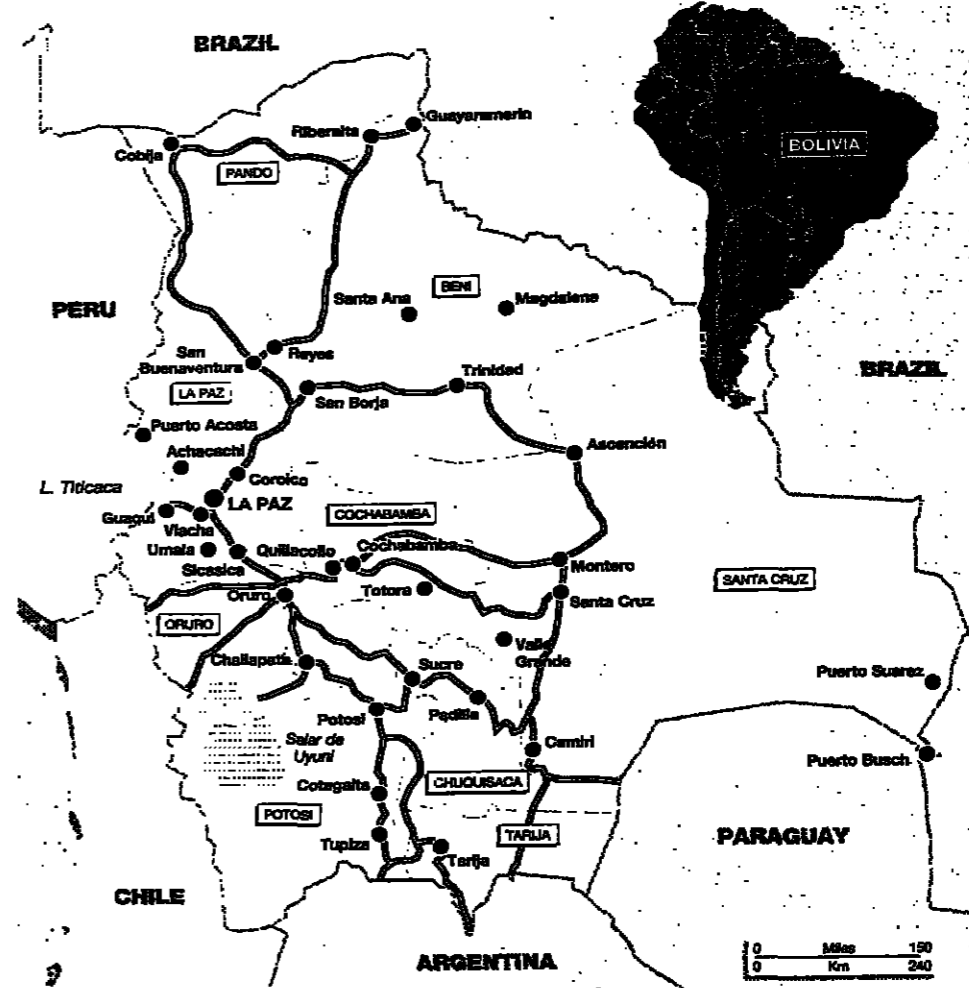 BRAZIL
Guayaramerin
Riberalta
Cobija
BOLIVIA
PANDO
BENI
Santa Ana
Magdalena
PERU
Reyes
San
Buenaventura
Trinidad
BRAZIL
LA PAZ
San Borja
Puerto Acosta
Ascención
Achacachi
Coroico
L. Titicaca
LA PAZ
Guaqui
Viacha
COCHABAMBA
Umala
Quillacollo
Cochabamba
Sicasica
Montero
SANTA CRUZ
Totora
Santa Cruz
Oruro
ORURO
Valle
Grande
Challapata
Sucre
Puerto Suarez
Padilla
Potosi
Salar de
Uyuni
Camiri
Puerto Busch
CHUQUISACA
Cotagaita
POTOSI
TARIJA
PARAGUAY
Tupiza
Tarija
CHILE
ARGENTINA
0 Miles 150
0 Km 240